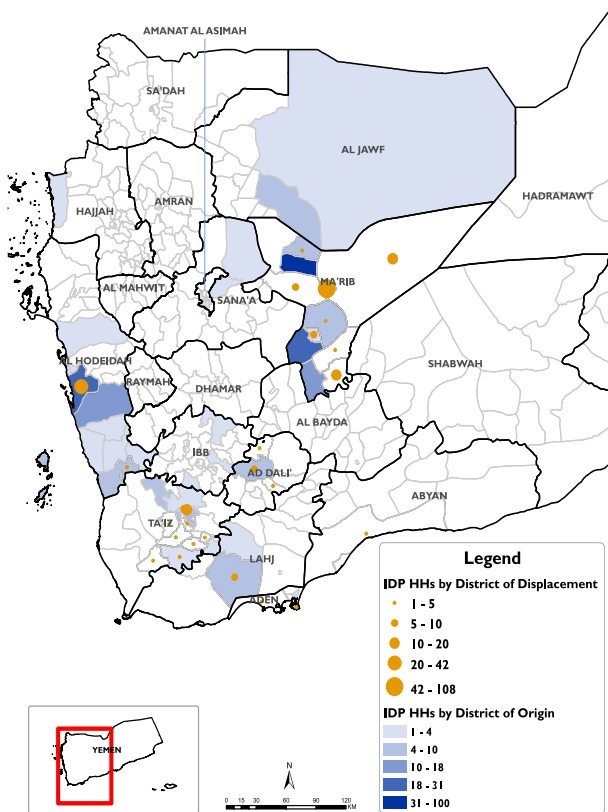 AMANAT AL ASIMAH
SA'DAH
AL JAWF
HADRAMAWT
HAJJAH
AMRAN
MA'RIB
AL MAHWIT
SANA'A
AL HODEIDAH
RAYMAH
DHAMAR
SHABWAH
AL BAYDA
IBB
AD DALI'
ABYAN
TA'IZ
LAHJ
ADEN
Legend
IDP HHs by District of Displacement
1 - 5
5 - 10
10 - 20
20 - 42
42 - 108
IDP HHs by District of Origin
1 - 4
4 - 10
10 - 18
18 - 31
31 - 100
YEMEN
N
0 15 30 60 90 120
KM